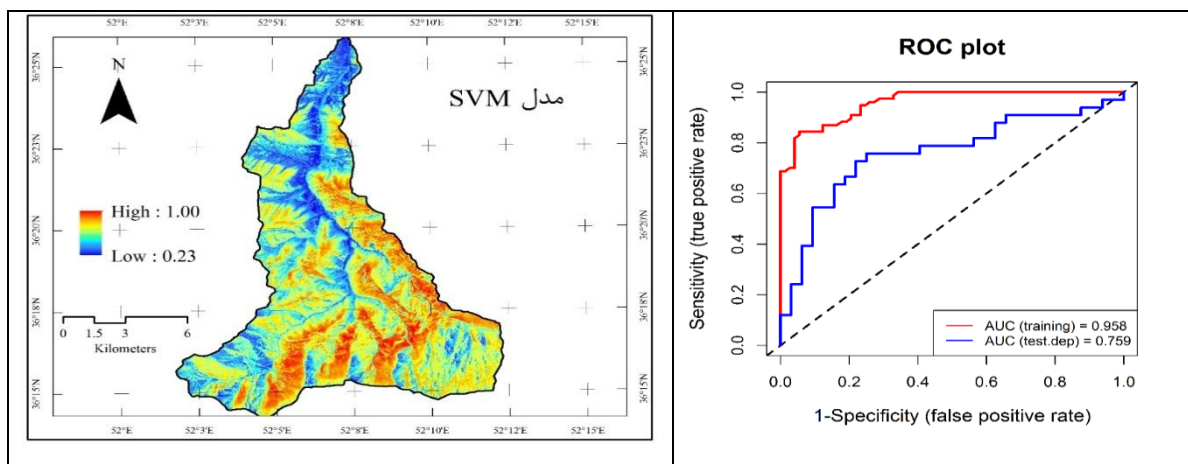 52°E 52°3'E 52°5'E 52°8'E 52°10'E 52°12'E 52°15'E
36°25'N 36°25'N
N
مدل SVM
36°23'N 36°23'N
High : 1.00
36°20'N 36°20'N
Low : 0.23
36°18'N 36°18'N
0 1.5 3 6
Kilometers
36°15'N 36°15'N
52°E 52°3'E 52°5'E 52°8'E 52°10'E 52°12'E 52°15'E
ROC plot
Sensitivity (true positive rate)
1.0
0.8
0.6
0.4
0.2
0.0
AUC (training) = 0.958
AUC (test.dep) = 0.759
0.0 0.2 0.4 0.6 0.8 1.0
1-Specificity (false positive rate)